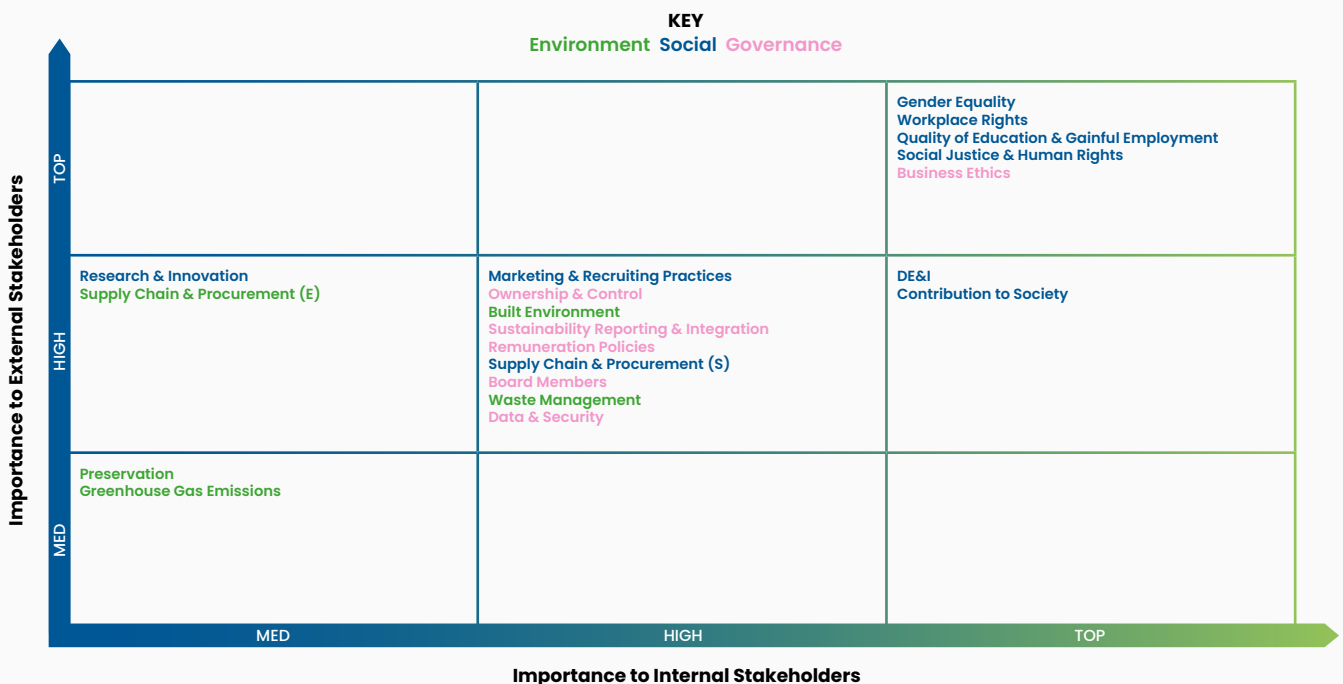 KEY
Environment Social Governance
Importance to External Stakeholders
TOP
Gender Equality
Workplace Rights
Quality of Education & Gainful Employment
Social Justice & Human Rights
Business Ethics
HIGH
Research & Innovation
Supply Chain & Procurement (E)
Marketing & Recruiting Practices
Ownership & Control
Built Environment
Sustainability Reporting & Integration
Remuneration Policies
Supply Chain & Procurement (S)
Board Members
Waste Management
Data & Security
DE&I
Contribution to Society
MED
Preservation
Greenhouse Gas Emissions
MED
HIGH
TOP
Importance to Internal Stakeholders